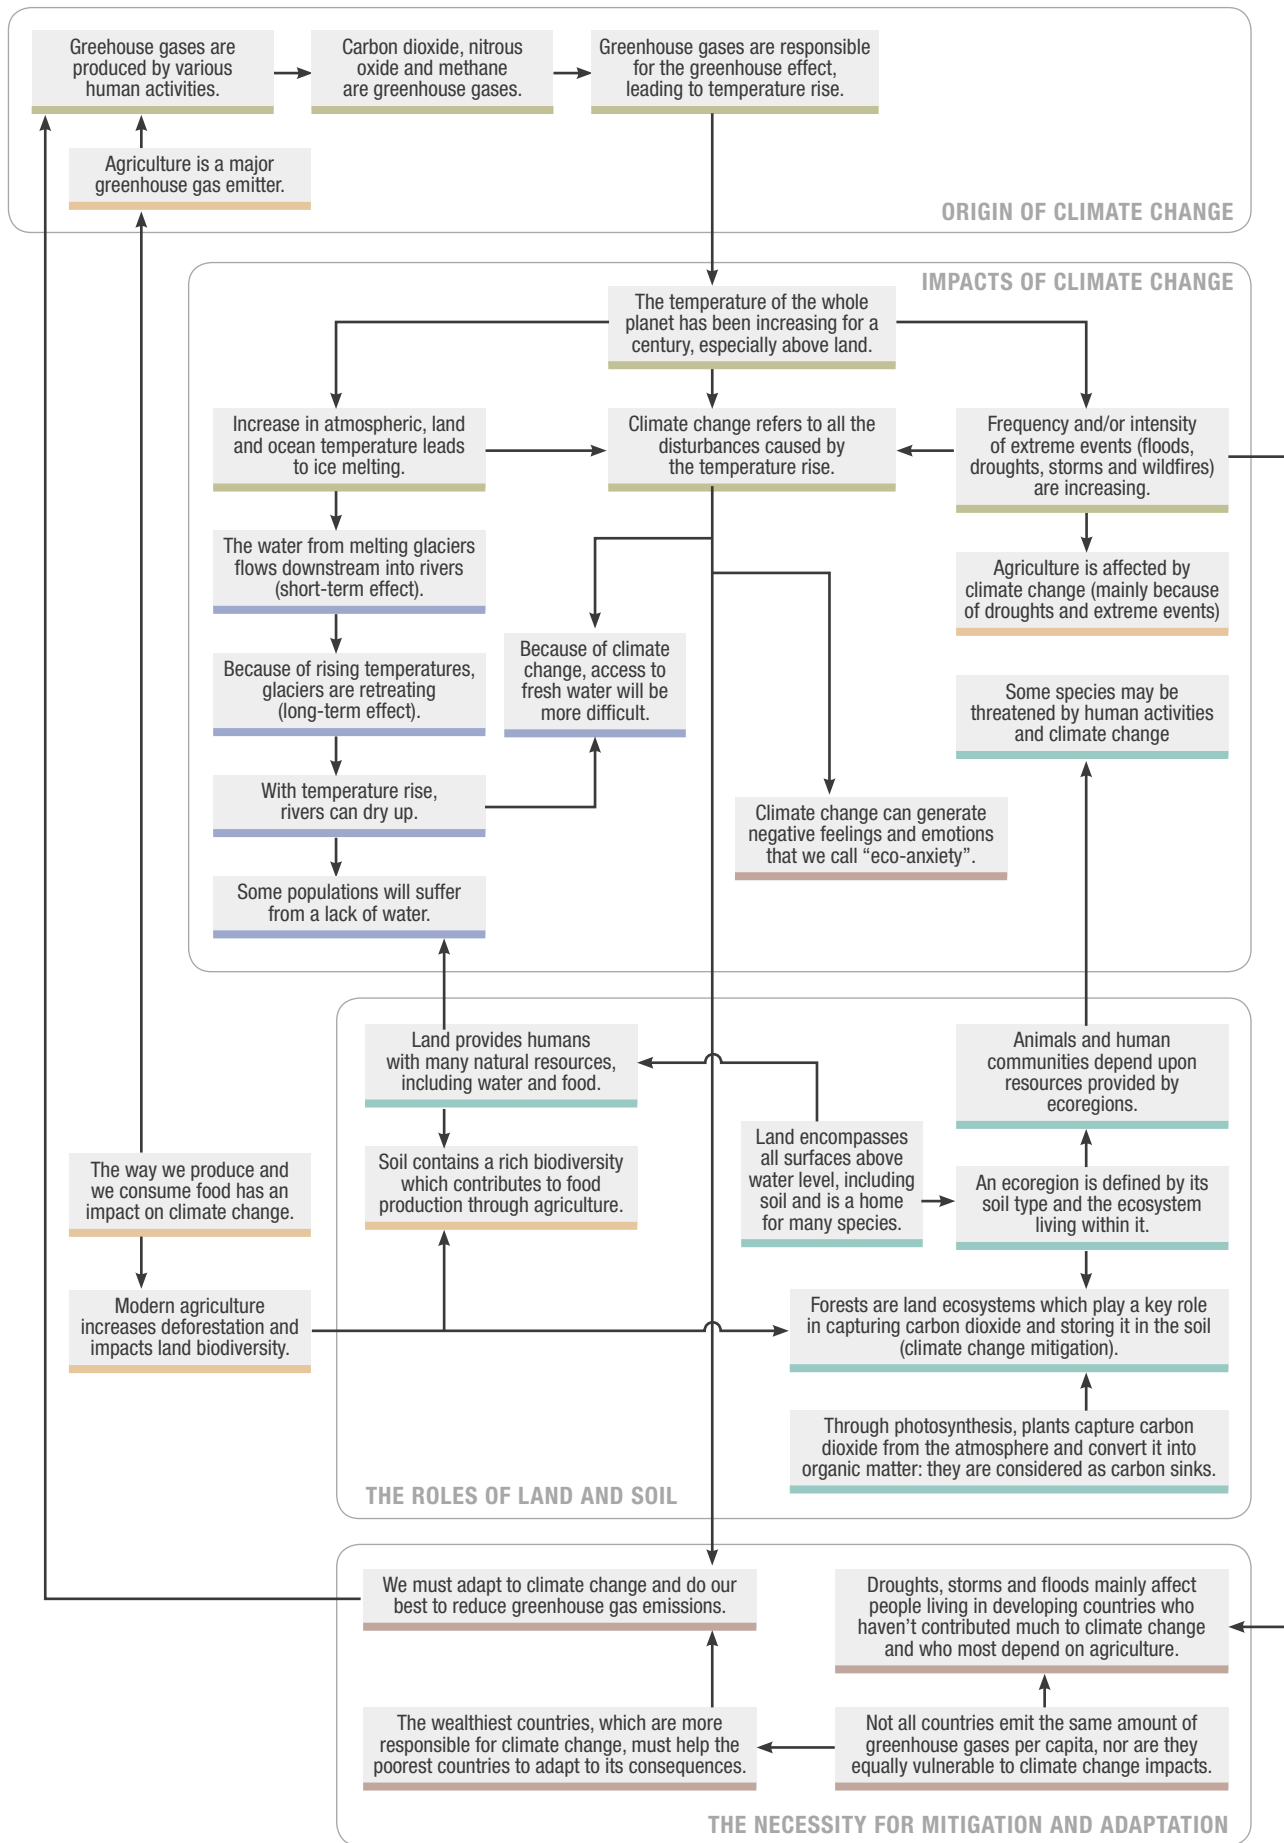 Greehouse gases are
produced by various
human activities.
Carbon dioxide, nitrous
oxide and methane
are greenhouse gases.
Greenhouse gases are responsible
for the greenhouse effect,
leading to temperature rise.
Agriculture is a major
greenhouse gas emitter.
ORIGIN OF CLIMATE CHANGE
IMPACTS OF CLIMATE CHANGE
The temperature of the whole
planet has been increasing for a
century, especially above land.
Increase in atmospheric, land
and ocean temperature leads
to ice melting.
Climate change refers to all the
disturbances caused by
the temperature rise.
Frequency and/or intensity
of extreme events (floods,
droughts, storms and wildfires)
are increasing.
The water from melting glaciers
flows downstream into rivers
(short-term effect).
Agriculture is affected by
climate change (mainly because
of droughts and extreme events)
Because of rising temperatures,
glaciers are retreating
(long-term effect).
Because of climate
change, access to
fresh water will be
more difficult.
Some species may be
threatened by human activities
and climate change
With temperature rise,
rivers can dry up.
Climate change can generate
negative feelings and emotions
that we call “eco-anxiety”.
Some populations will suffer
from a lack of water.
Land provides humans
with many natural resources,
including water and food.
Animals and human
communities depend upon
resources provided by
ecoregions.
Land encompasses
all surfaces above
water level, including
soil and is a home
for many species.
The way we produce and
we consume food has an
impact on climate change.
Soil contains a rich biodiversity
which contributes to food
production through agriculture.
An ecoregion is defined by its
soil type and the ecosystem
living within it.
Modern agriculture
increases deforestation and
impacts land biodiversity.
Forests are land ecosystems which play a key role
in capturing carbon dioxide and storing it in the soil
(climate change mitigation).
Through photosynthesis, plants capture carbon
dioxide from the atmosphere and convert it into
organic matter: they are considered as carbon sinks.
THE ROLES OF LAND AND SOIL
We must adapt to climate change and do our
best to reduce greenhouse gas emissions.
Droughts, storms and floods mainly affect
people living in developing countries who
haven’t contributed much to climate change
and who most depend on agriculture.
The wealthiest countries, which are more
responsible for climate change, must help the
poorest countries to adapt to its consequences.
Not all countries emit the same amount of
greenhouse gases per capita, nor are they
equally vulnerable to climate change impacts.
THE NECESSITY FOR MITIGATION AND ADAPTATION